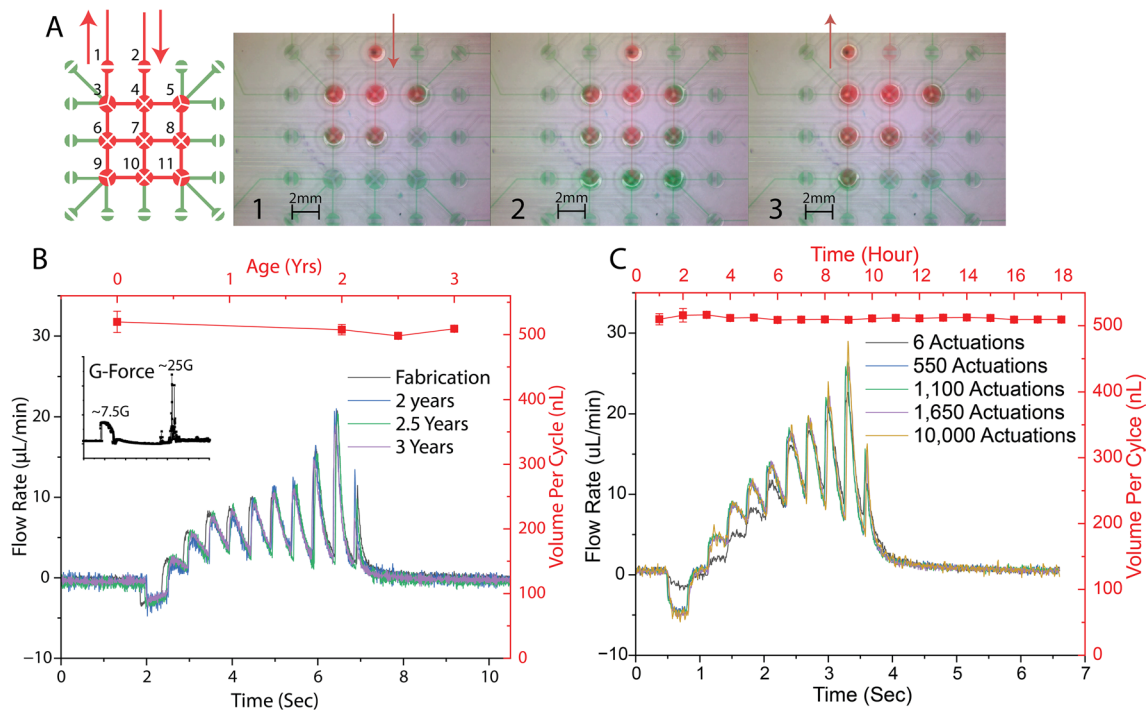 A
1 2
3 4 5
6 7 8
9 10 11
2mm
1
2mm
2
2mm
3
B
Age (Yrs)
0 1 2 3
Flow Rate (µL/min)
30
20
10
0
−10
G-Force
~25G
~7.5G
Fabrication
2 years
2.5 Years
3 Years
500
400
300
200
100
0
Volume Per Cycle (nL)
0 2 4 6 8 10
Time (Sec)
C
Time (Hour)
0 2 4 6 8 10 12 14 16 18
Flow Rate (uL/min)
30
20
10
0
−10
6 Actuations
550 Actuations
1,100 Actuations
1,650 Actuations
10,000 Actuations
500
400
300
200
100
0
Volume Per Cylce (nL)
0 1 2 3 4 5 6 7
Time (Sec)